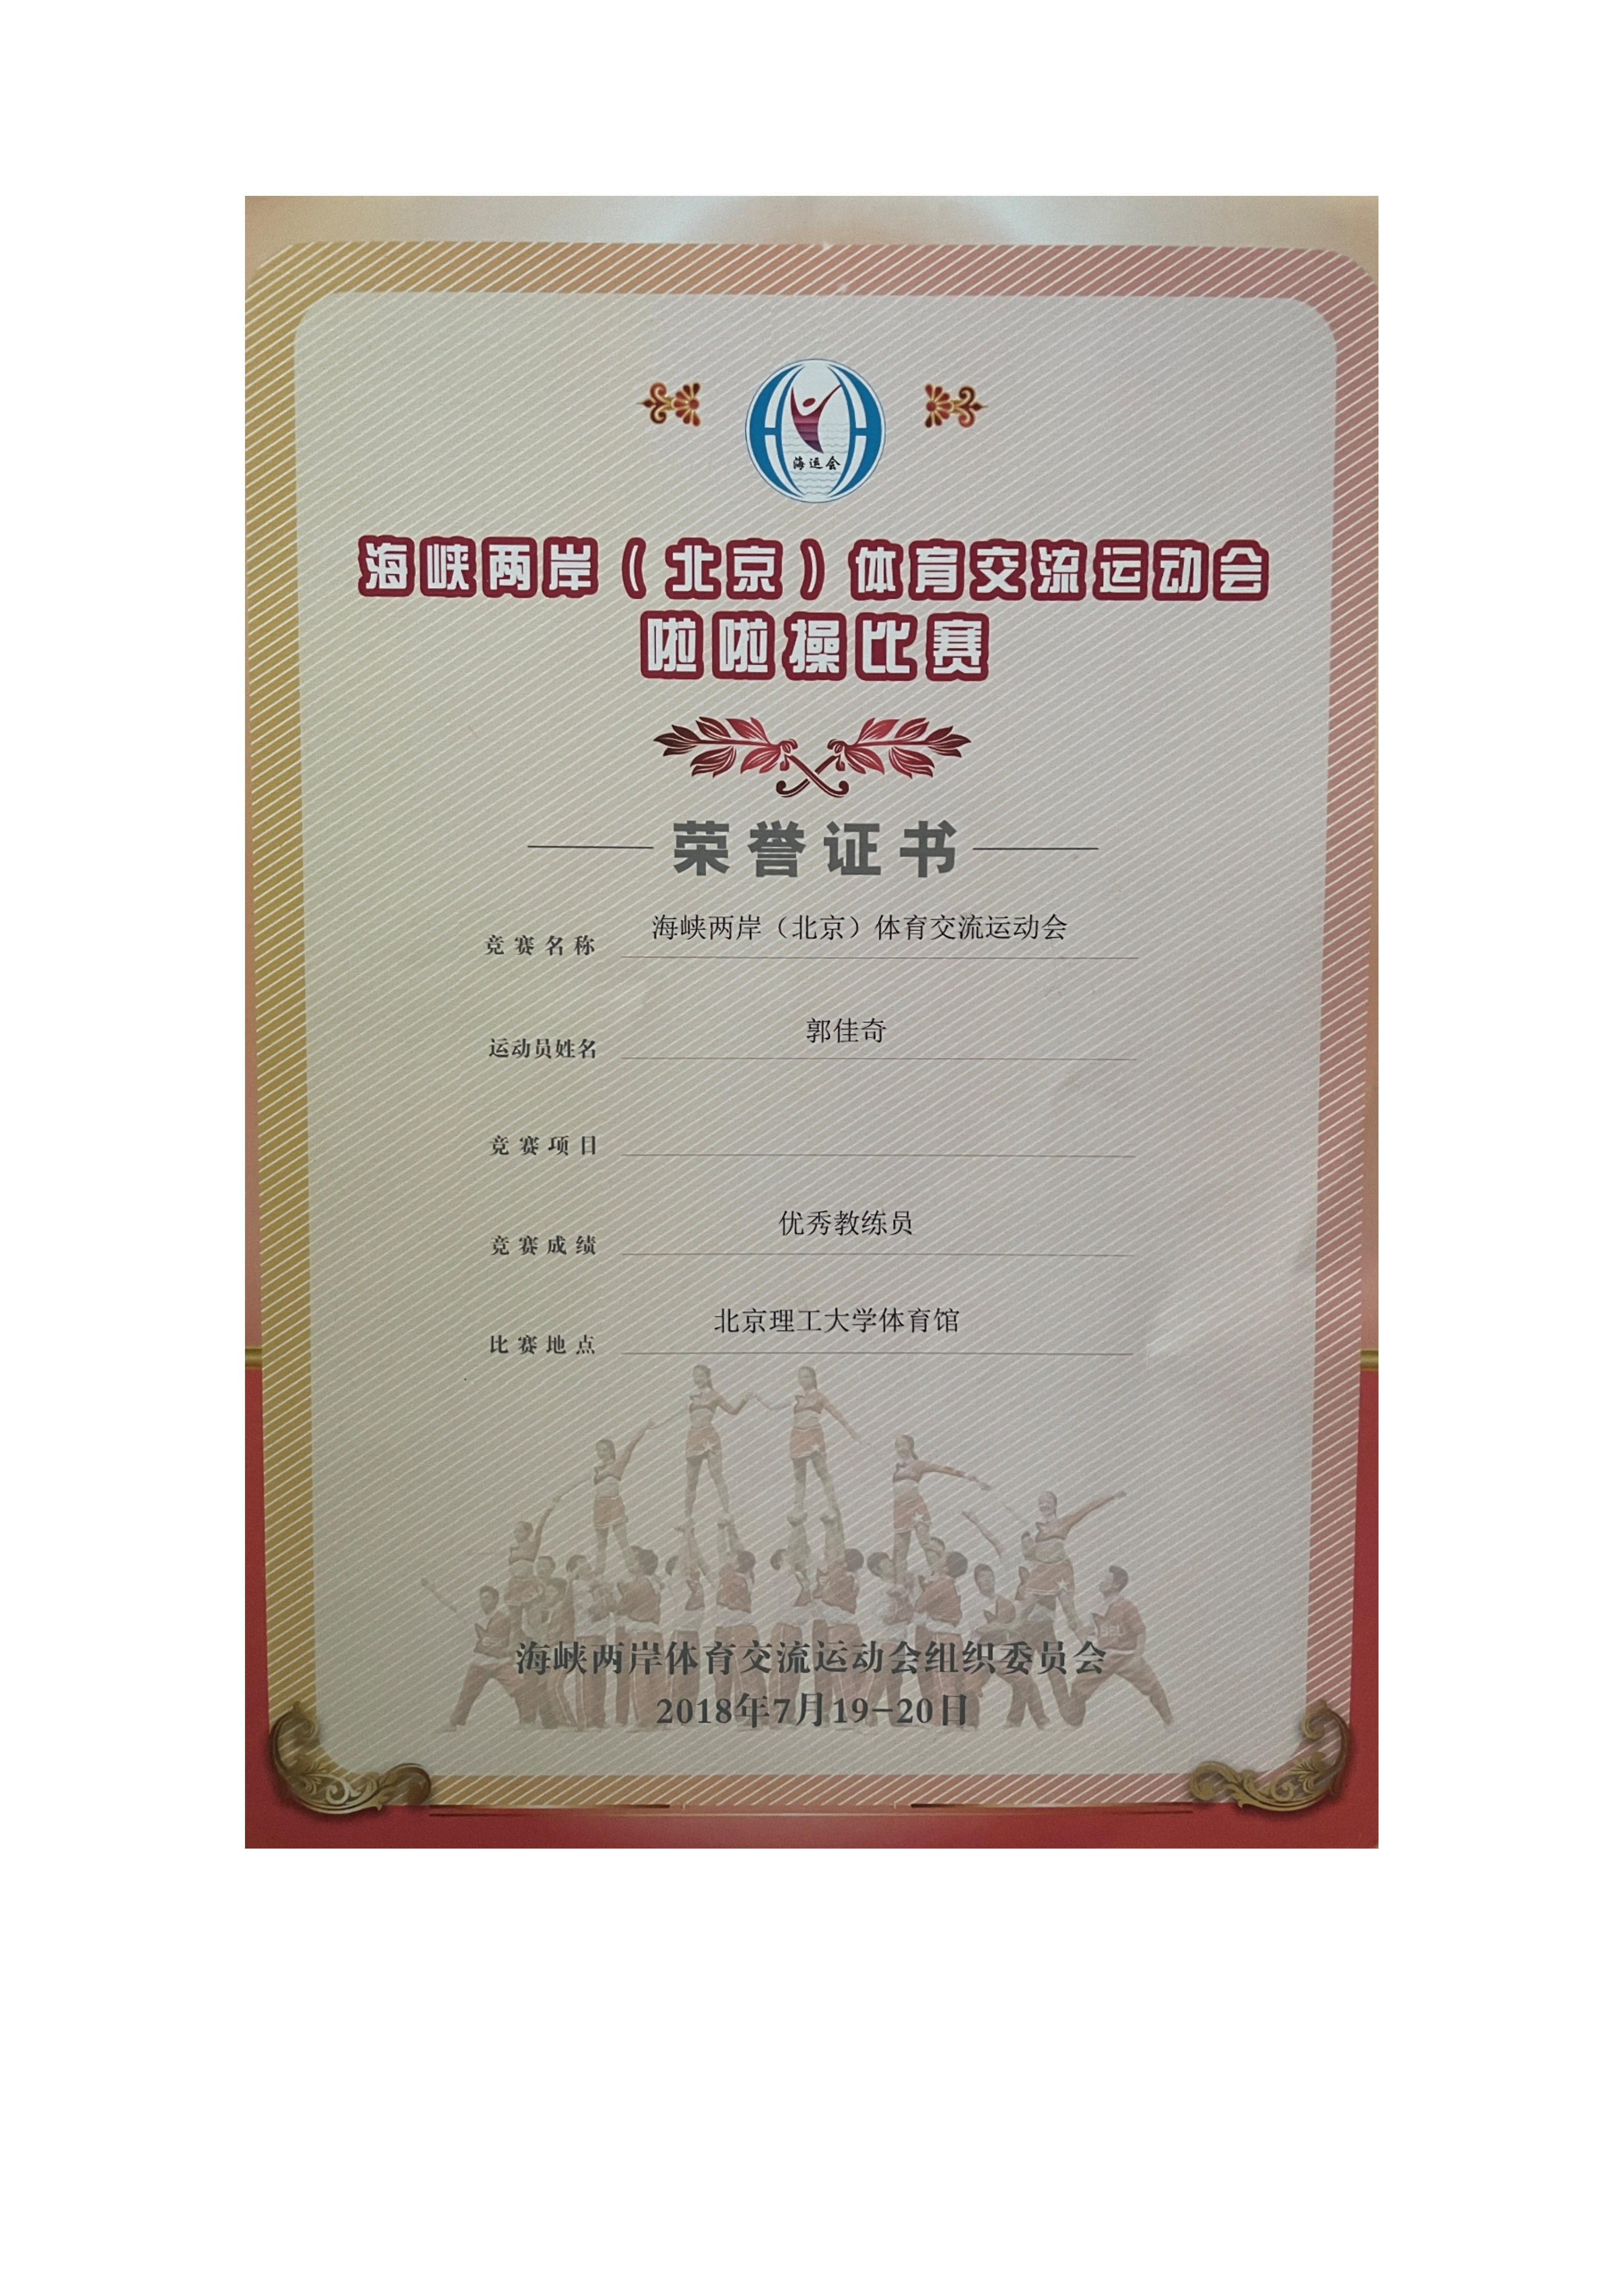 海运会
海峡两岸（北京）体育交流运动会
啦啦操比赛
荣誉证书
竞赛名称 海峡两岸（北京）体育交流运动会
运动员姓名 郭佳奇
竞赛项目
竞赛成绩 优秀教练员
比赛地点 北京理工大学体育馆
海峡两岸体育交流运动会组织委员会
2018年7月19-20日